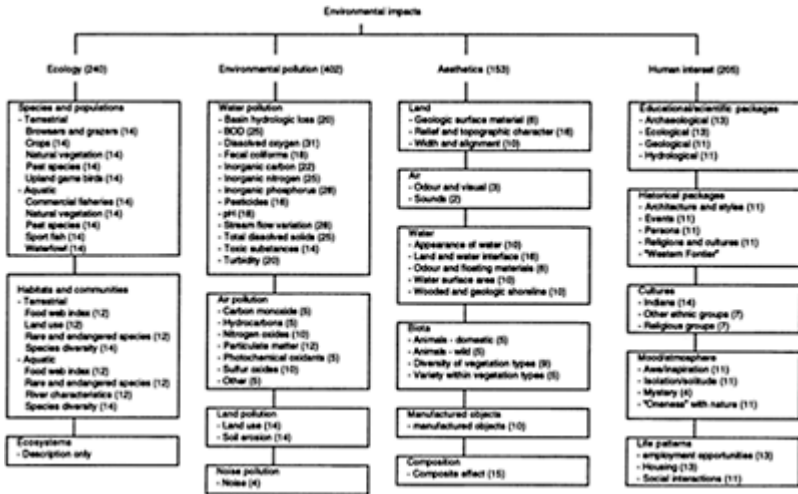 Environmental impacts
Ecology (240)
Species and populations
- Terrestrial
Browsers and grazers (14)
Crops (14)
Natural vegetation (14)
Pest species (14)
Upland game birds (14)
- Aquatic
Commercial fisheries (14)
Natural vegetation (14)
Pest species (14)
Sport fish (14)
Waterfowl (14)
Habitats and communities
- Terrestrial
Food web index (12)
Land use (12)
Rare and endangered species (12)
Species diversity (14)
- Aquatic
Food web index (12)
Rare and endangered species (12)
River characteristics (12)
Species diversity (14)
Ecosystems
- Description only
Environmental pollution (402)
Water pollution
- Basin hydrologic loss (20)
- BOD (25)
- Dissolved oxygen (31)
- Fecal coliforms (18)
- Inorganic carbon (22)
- Inorganic nitrogen (25)
- Inorganic phosphorus (28)
- Pesticides (16)
- pH (18)
- Stream flow variation (28)
- Total dissolved solids (25)
- Toxic substances (14)
- Turbidity (20)
Air pollution
- Carbon monoxide (5)
- Hydrocarbons (5)
- Nitrogen oxides (10)
- Particulate matter (12)
- Photochemical oxidants (5)
- Sulfur oxides (10)
- Other (5)
Land pollution
- Land use (14)
- Soil erosion (14)
Noise pollution
- Noise (4)
Aesthetics (153)
Land
- Geologic surface material (6)
- Relief and topographic character (16)
- Width and alignment (10)
Air
- Odour and visual (3)
- Sounds (2)
Water
- Appearance of water (10)
- Land and water interface (16)
- Odour and floating materials (6)
- Water surface area (10)
- Wooded and geologic shoreline (10)
Biota
- Animals - domestic (5)
- Animals - wild (5)
- Diversity of vegetation types (9)
- Variety within vegetation types (5)
Manufactured objects
- manufactured objects (10)
Composition
- Composite effect (15)
Human interest (205)
Educational/scientific packages
- Archaeological (13)
- Ecological (13)
- Geological (11)
- Hydrological (11)
Historical packages
- Architecture and styles (11)
- Events (11)
- Persons (11)
- Religions and cultures (11)
- "Western Fontier"
Cultures
- Indians (14)
- Other ethnic groups (7)
- Religious groups (7)
Mood/atmosphere
- Awe/inspiration (11)
- Isolation/solitude (11)
- Mystery (4)
- "Oneness" with nature (11)
Life patterns
- employment opportunities (13)
- Housing (13)
- Social interactions (11)